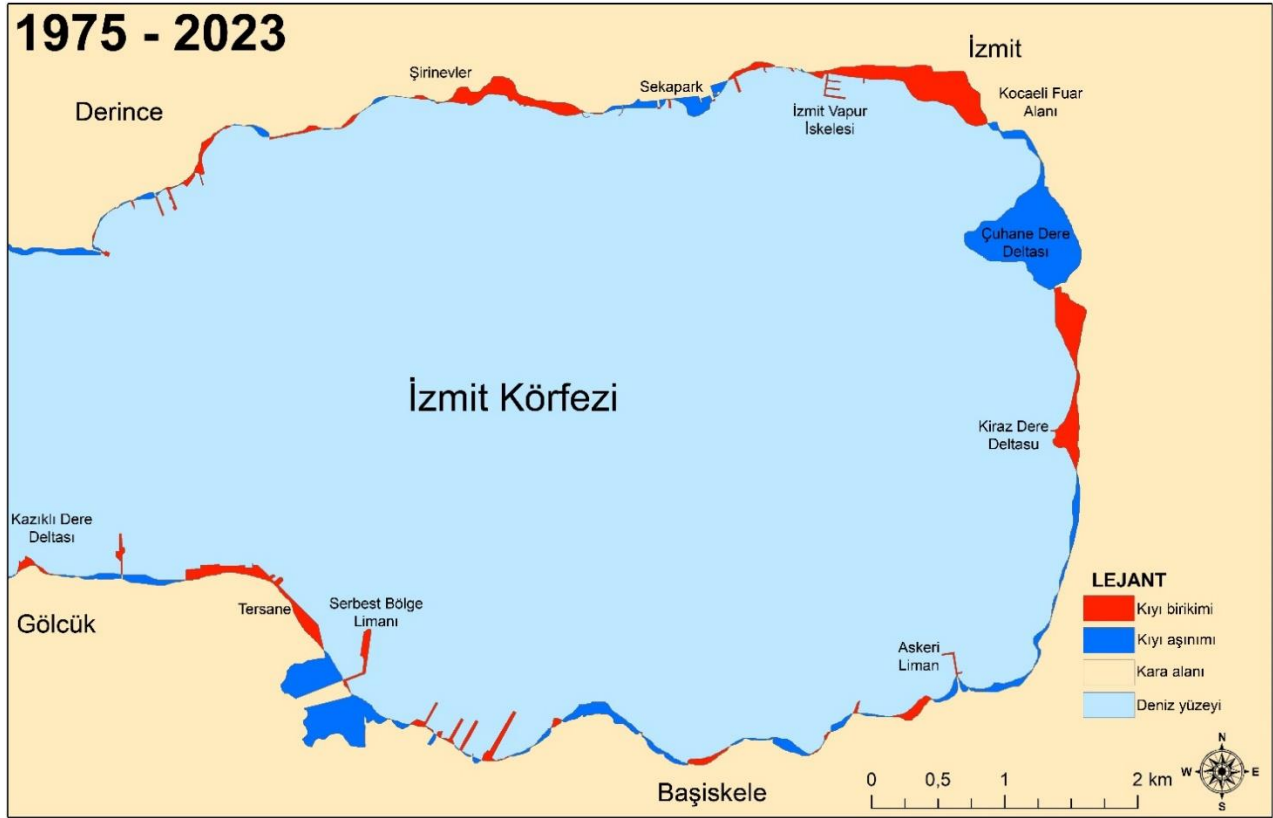 1975 - 2023
İzmit
Şirinevler
Sekapark
Kocaeli Fuar
Alanı
Derince
İzmit Vapur
İskelesi
Çuhane Dere
Deltası
İzmit Körfezi
Kiraz Dere
Deltasu
Kazıklı Dere
Deltası
Gölcük
Tersane
Serbest Bölge
Limanı
Askeri
Liman
Başiskele
LEJANT
Kıyı birikimi
Kıyı aşınımı
Kara alanı
Deniz yüzeyi
0 0,5 1 2 km
N
W E
S